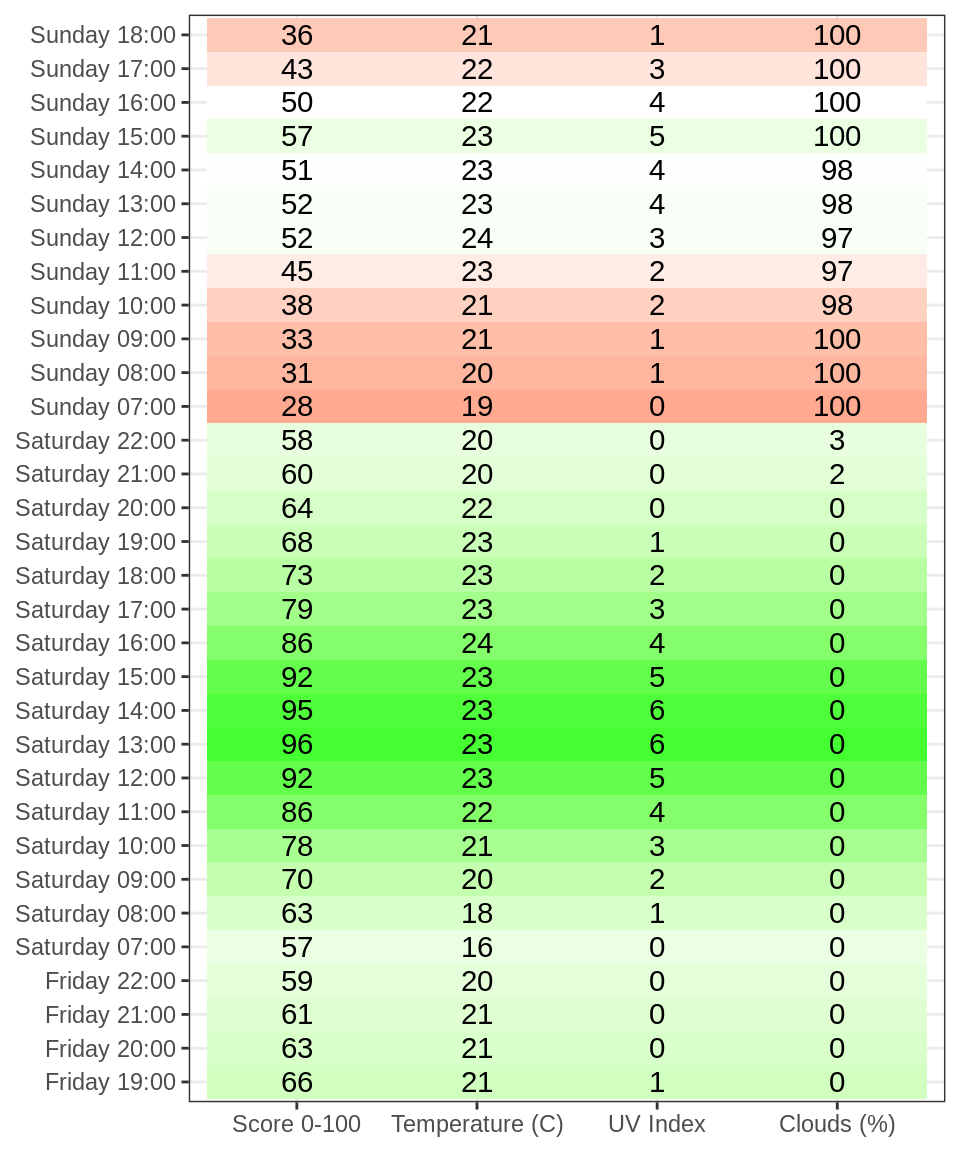 Sunday 18:00 36 21 1 100
Sunday 17:00 43 22 3 100
Sunday 16:00 50 22 4 100
Sunday 15:00 57 23 5 100
Sunday 14:00 51 23 4 98
Sunday 13:00 52 23 4 98
Sunday 12:00 52 24 3 97
Sunday 11:00 45 23 2 97
Sunday 10:00 38 21 2 98
Sunday 09:00 33 21 1 100
Sunday 08:00 31 20 1 100
Sunday 07:00 28 19 0 100
Saturday 22:00 58 20 0 3
Saturday 21:00 60 20 0 2
Saturday 20:00 64 22 0 0
Saturday 19:00 68 23 1 0
Saturday 18:00 73 23 2 0
Saturday 17:00 79 23 3 0
Saturday 16:00 86 24 4 0
Saturday 15:00 92 23 5 0
Saturday 14:00 95 23 6 0
Saturday 13:00 96 23 6 0
Saturday 12:00 92 23 5 0
Saturday 11:00 86 22 4 0
Saturday 10:00 78 21 3 0
Saturday 09:00 70 20 2 0
Saturday 08:00 63 18 1 0
Saturday 07:00 57 16 0 0
Friday 22:00 59 20 0 0
Friday 21:00 61 21 0 0
Friday 20:00 63 21 0 0
Friday 19:00 66 21 1 0
Score 0-100 Temperature (C) UV Index Clouds (%)